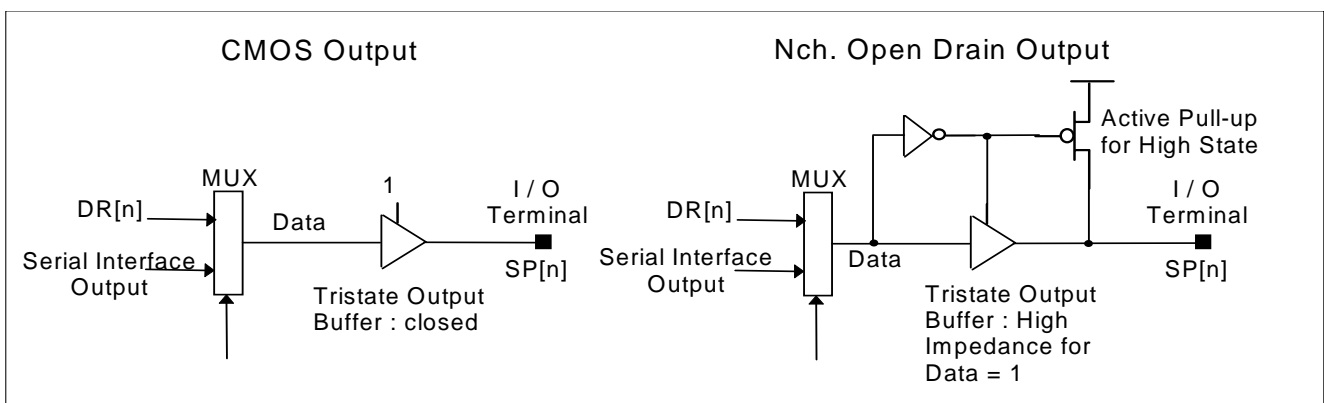 CMOS Output
MUX
DR[n]
Serial Interface
Output
Data
1
I / O
Terminal
SP[n]
Tristate Output
Buffer : closed
Nch. Open Drain Output
Active Pull-up
for High State
MUX
DR[n]
Serial Interface
Output
Data
I / O
Terminal
SP[n]
Tristate Output
Buffer : High
Impedance for
Data = 1